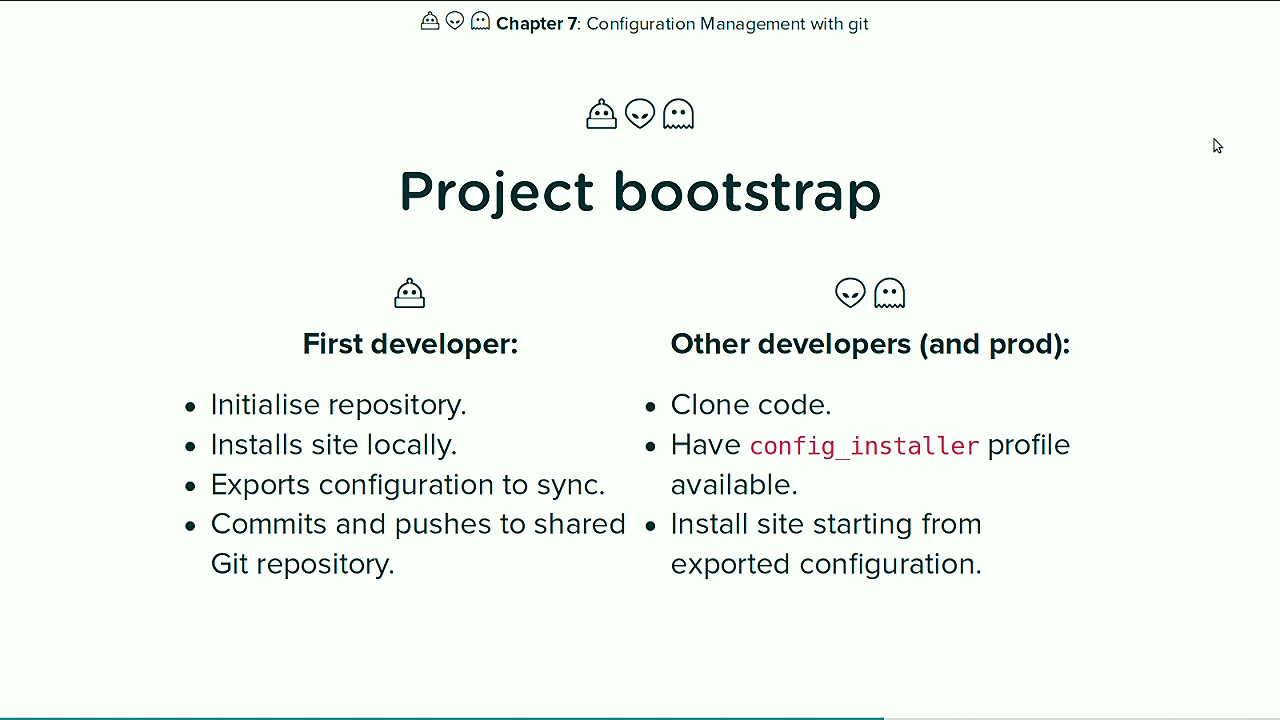 Chapter 7: Configuration Management with git
Project bootstrap
First developer:
Initialise repository.
Installs site locally.
Exports configuration to sync.
Commits and pushes to shared
Git repository.
Other developers (and prod):
Clone code.
Have config_installer profile
available.
Install site starting from
exported configuration.